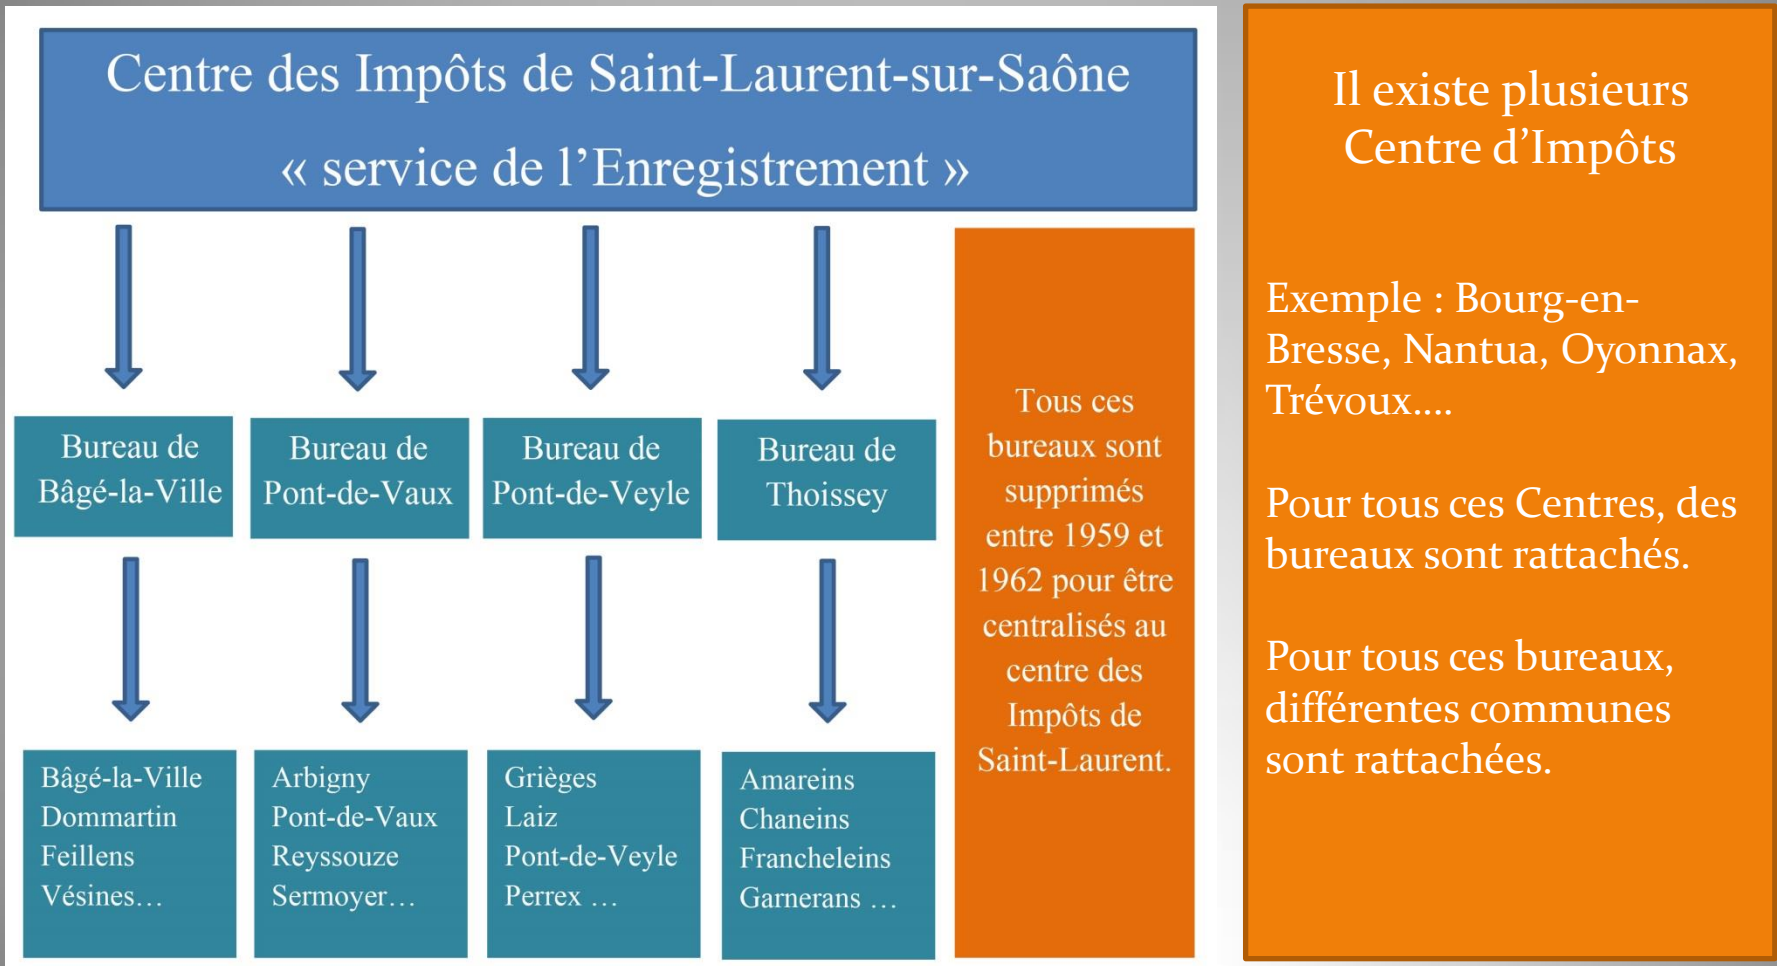 Centre des Impôts de Saint-Laurent-sur-Saône
« service de l’Enregistrement »
Bureau de
Bâgé-la-Ville
Bureau de
Pont-de-Vaux
Bureau de
Pont-de-Veyle
Bureau de
Thoissey
Bâgé-la-Ville
Dommartin
Feillens
Vésines…
Arbigny
Pont-de-Vaux
Reyssouze
Sermoyer…
Grièges
Laiz
Pont-de-Veyle
Perrex …
Amareins
Chaneins
Francheleins
Garnerans …
Tous ces
bureaux sont
supprimés
entre 1959 et
1962 pour être
centralisés au
centre des
Impôts de
Saint-Laurent.
Il existe plusieurs
Centre d’Impôts
Exemple : Bourg-en-
Bresse, Nantua, Oyonnax,
Trévoux….
Pour tous ces Centres, des
bureaux sont rattachés.
Pour tous ces bureaux,
différentes communes
sont rattachées.